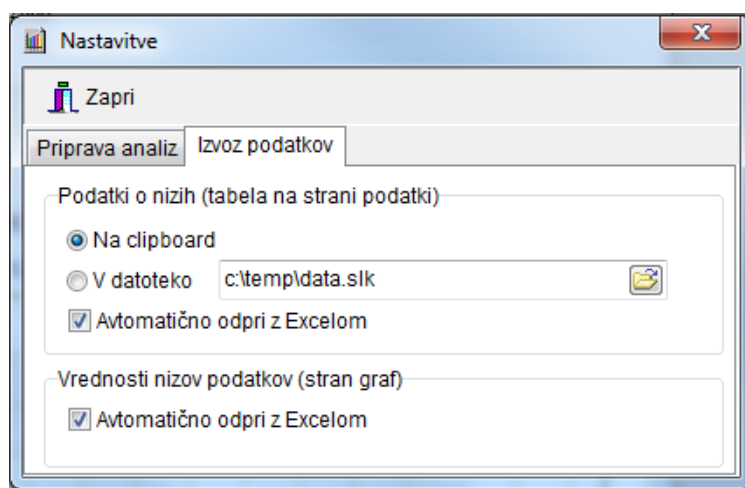 Nastavitve
Zapri
Priprava analiz Izvoz podatkov
Podatki o nizih (tabela na strani podatki)
Na clipboard
V datoteko c:\temp\data.slk
Avtomatično odpri z Excelom
Vrednosti nizov podatkov (stran graf)
Avtomatično odpri z Excelom